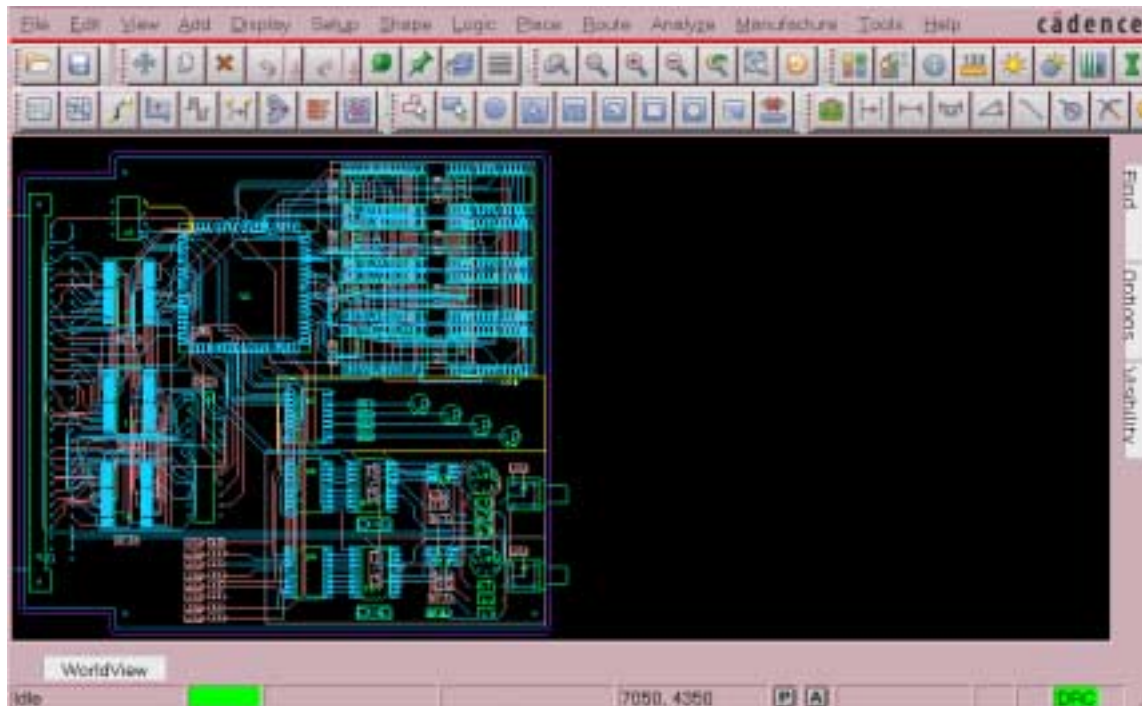 File Edit View Add Display Setup Shape Logic Place Route Analyze Manufacture Tools Help cādence
Find
Options
Visibility
WorldView
Idle 7050, 4350 P A DRC